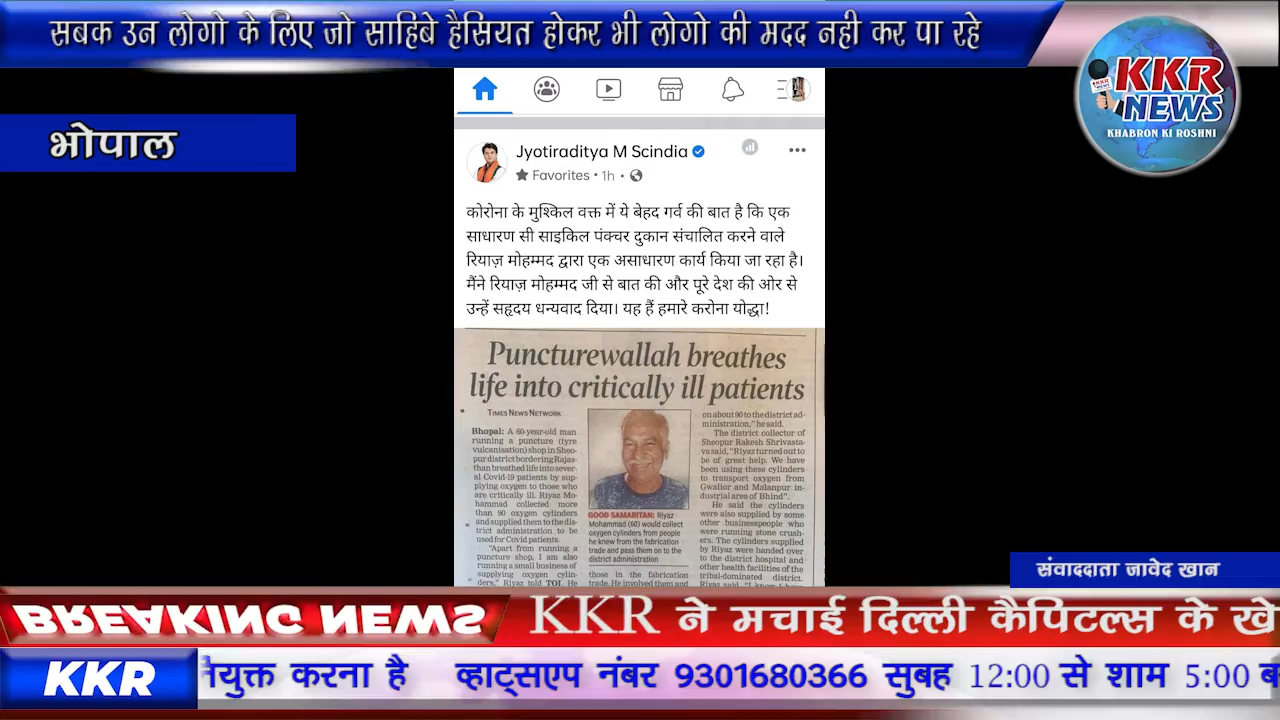 सबक उन लोगो के लिए जो साहिबे हैसियत होकर भी लोगो की मदद नही कर पा रहे
KKR
NEWS
KHABRON KI ROSHNI
भोपाल
Jyotiraditya M Scindia
Favorites • 1h •
कोरोना के मुश्किल वक्त में ये बेहद गर्व की बात है कि एक
साधारण सी साइकिल पंक्चर दुकान संचालित करने वाले
रियाज़ मोहम्मद द्वारा एक असाधारण कार्य किया जा रहा है।
मैंने रियाज़ मोहम्मद जी से बात की और पूरे देश की ओर से
उन्हें सहृदय धन्यवाद दिया। यह हैं हमारे करोना योद्धा!
Puncturewallah breathes
life into critically ill patients
TIMES NEWS NETWORK
Bhopal: A 60-year-old man
running a puncture (tyre
vulcanisation) shop in Sheo-
pur district bordering Rajas-
than breathed life into sever-
al Covid-19 patients by sup-
plying oxygen to those who
are critically ill. Riyaz Mo-
hammad collected more
than 90 oxygen cylinders
and supplied them to the dis-
trict administration to be
used for Covid patients.
"Apart from running a
puncture shop, I am also
running a small business of
supplying oxygen cylin-
ders," Riyaz told TOI. He
GOOD SAMARITAN: Riyaz
Mohammad (60) would collect
oxygen cylinders from people
he knew from the fabrication
trade and pass them on to the
district administration
those in the fabrication
trade. He involved them and
on about 90 to the district ad-
ministration," he said.
The district collector of
Sheopur Rakesh Shrivasta-
va said, "Riyaz turned out to
be of great help. We have
been using these cylinders
to transport oxygen from
Gwalior and Malanpur in-
dustrial area of Bhind".
He said the cylinders
were also supplied by some
other businesspeople who
were running stone crush-
ers. The cylinders supplied
by Riyaz were handed over
to the district hospital and
other health facilities of the
tribal-dominated district.
Riyaz said, "I know I have
संवाददाता जावेद खान
BREAKING NEWS
KKR ने मचाई दिल्ली कैपिटल्स के खे
KKR
नियुक्त करना है व्हाट्सएप नंबर 9301680366 सुबह 12:00 से शाम 5:00 ब